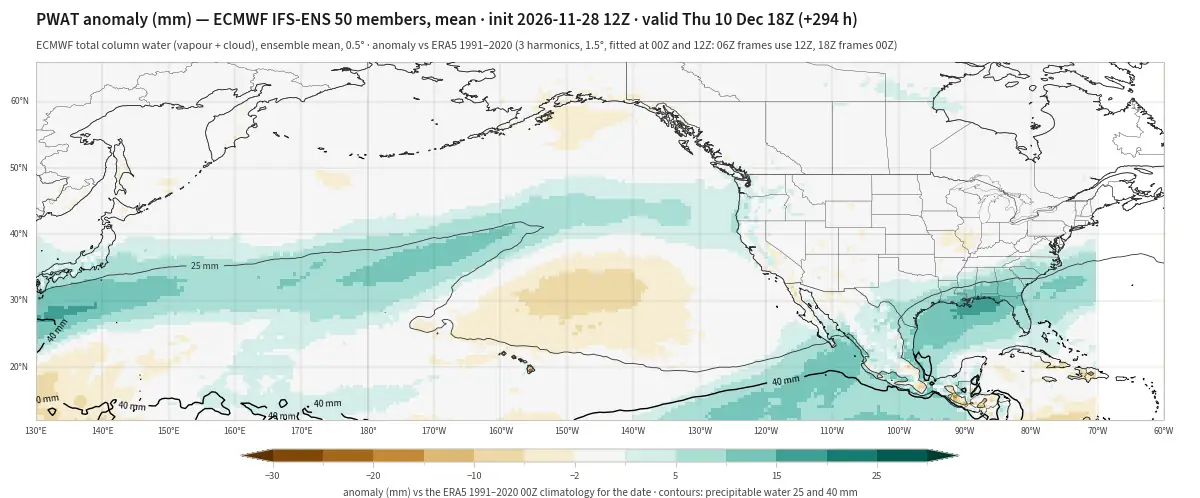 PWAT anomaly (mm) — ECMWF IFS-ENS 50 members, mean · init 2026-11-28 12Z · valid Thu 10 Dec 18Z (+294 h)
ECMWF total column water (vapour + cloud), ensemble mean, 0.5° · anomaly vs ERA5 1991–2020 (3 harmonics, 1.5°, fitted at 00Z and 12Z: 06Z frames use 12Z, 18Z frames 00Z)
60°N
50°N
40°N
25 mm
30°N
40 mm
20°N
40 mm
0 mm
40 mm
40 mm
40 mm
130°E 140°E 150°E 160°E 170°E 180° 170°W 160°W 150°W 140°W 130°W 120°W 110°W 100°W 90°W 80°W 70°W 60°W
−30 −20 −10 −2 5 15 25
anomaly (mm) vs the ERA5 1991–2020 00Z climatology for the date · contours: precipitable water 25 and 40 mm